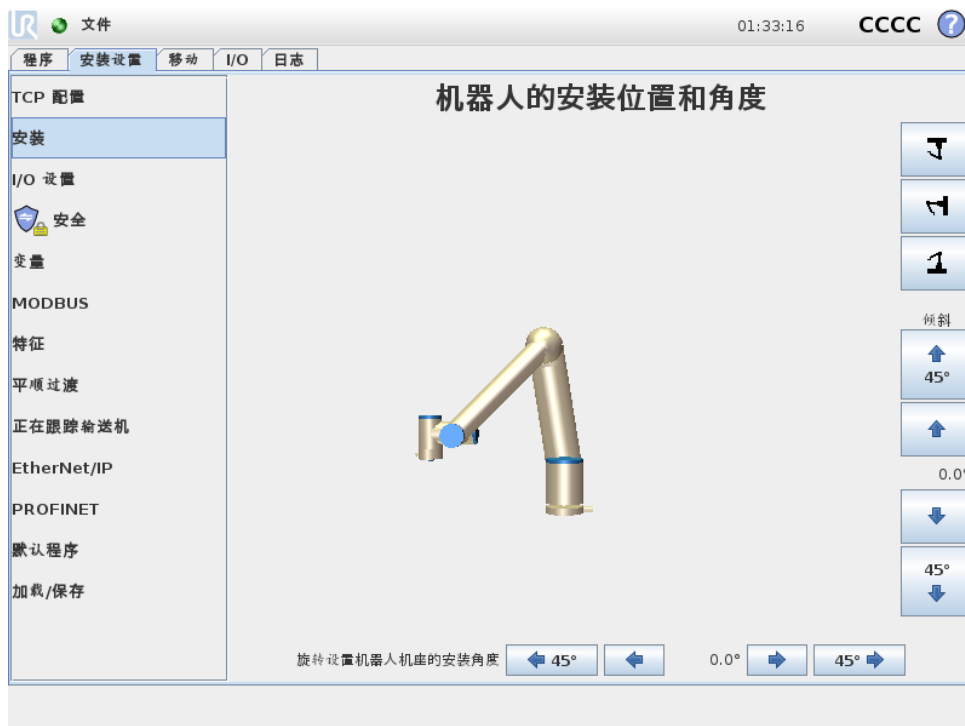 UR 文件 01:33:16 CCCC ?
程序 安装设置 移动 I/O 日志
TCP 配置
安装
I/O 设置
安全
变量
MODBUS
特征
平顺过渡
正在跟踪输送机
EtherNet/IP
PROFINET
默认程序
加载/保存
机器人的安装位置和角度
倾斜
45°
0.0°
45°
旋转设置机器人机座的安装角度 45° 0.0° 45°